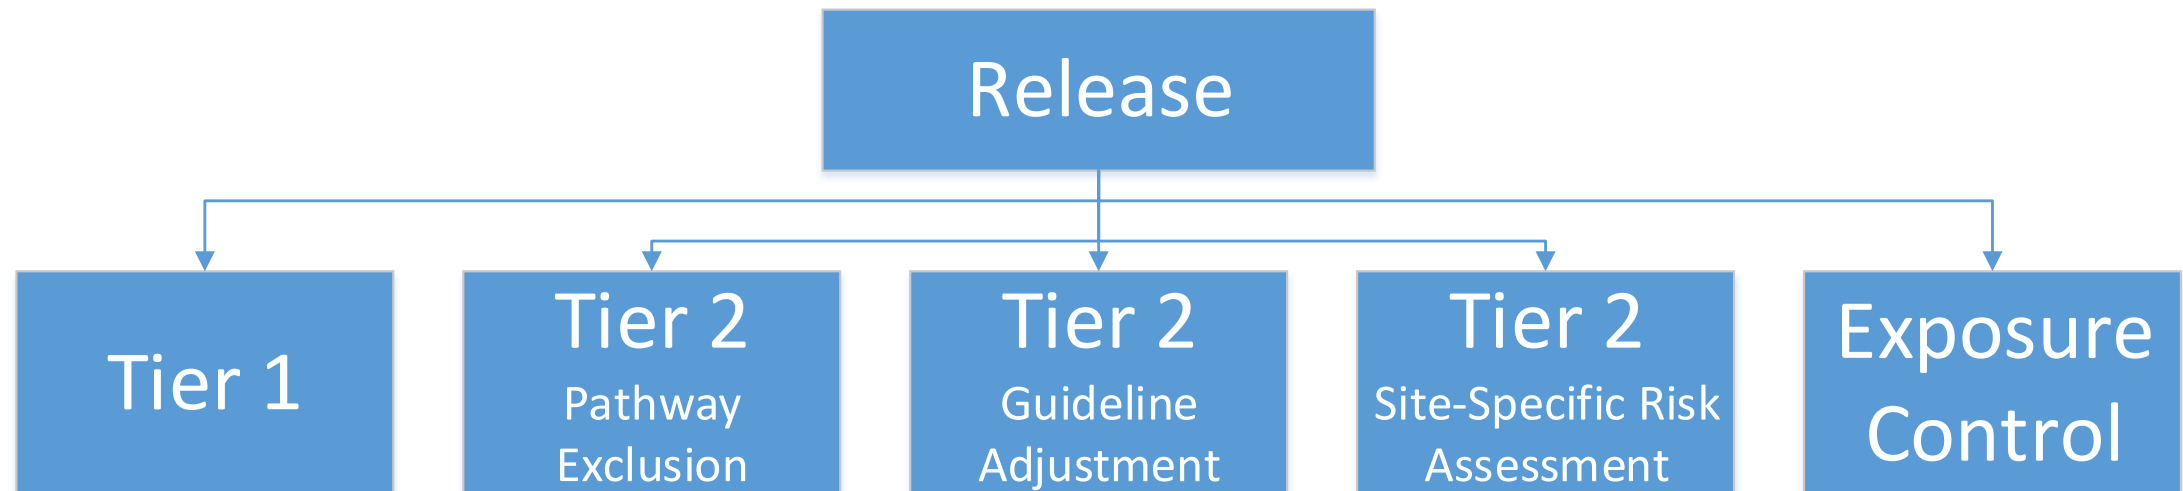 Release
Tier 1
Tier 2
Pathway
Exclusion
Tier 2
Guideline
Adjustment
Tier 2
Site-Specific Risk
Assessment
Exposure
Control